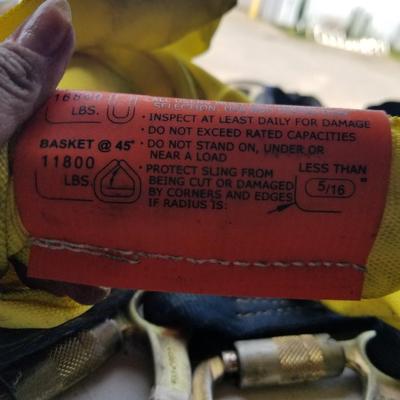 16800
LBS.
SELECTION,
• INSPECT AT LEAST DAILY FOR DAMAGE
• DO NOT EXCEED RATED CAPACITIES
BASKET @ 45°
11800
LBS.
• DO NOT STAND ON, UNDER OR
NEAR A LOAD
• PROTECT SLING FROM
BEING CUT OR DAMAGED
BY CORNERS AND EDGES
IF RADIUS IS:
LESS THAN
5/16 "